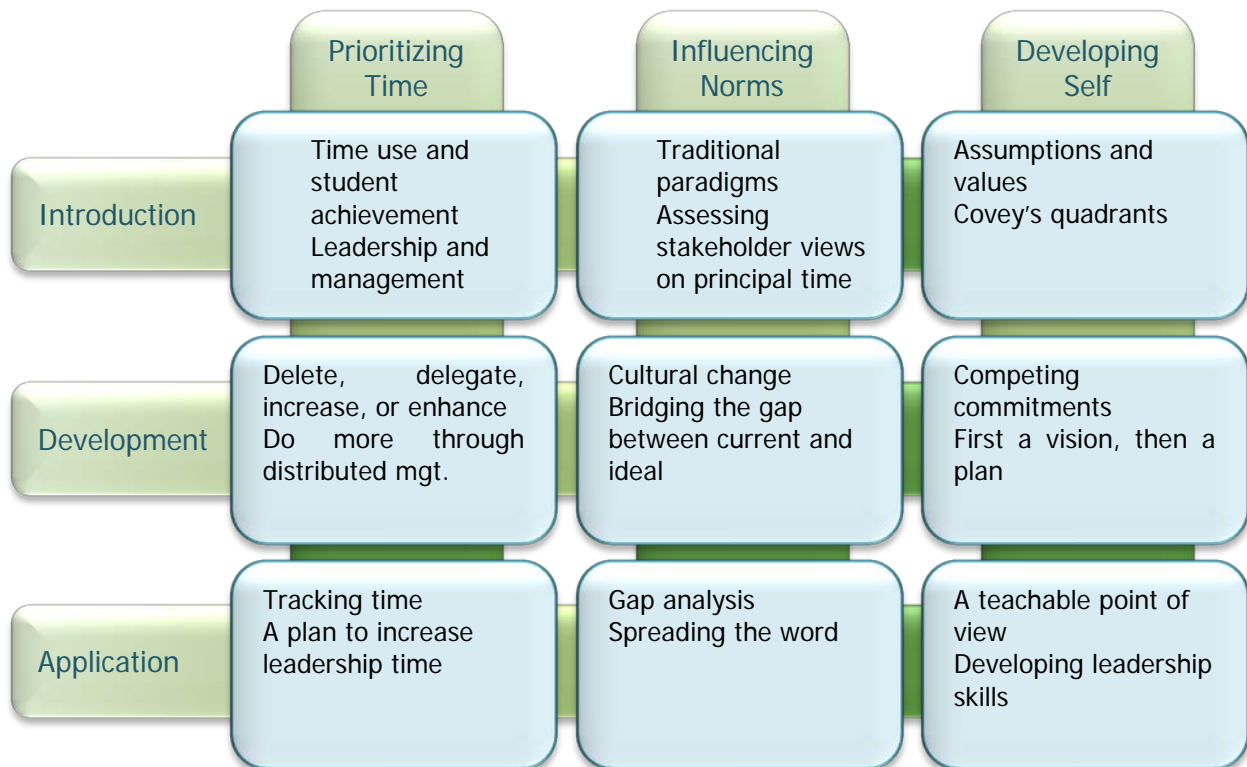 Prioritizing
Time
Influencing
Norms
Developing
Self
Introduction
Time use and
student
achievement
Leadership and
management
Traditional
paradigms
Assessing
stakeholder views
on principal time
Assumptions and
values
Covey's quadrants
Development
Delete, delegate,
increase, or enhance
Do more through
distributed mgt.
Cultural change
Bridging the gap
between current and
ideal
Competing
commitments
First a vision, then a
plan
Application
Tracking time
A plan to increase
leadership time
Gap analysis
Spreading the word
A teachable point of
view
Developing leadership
skills